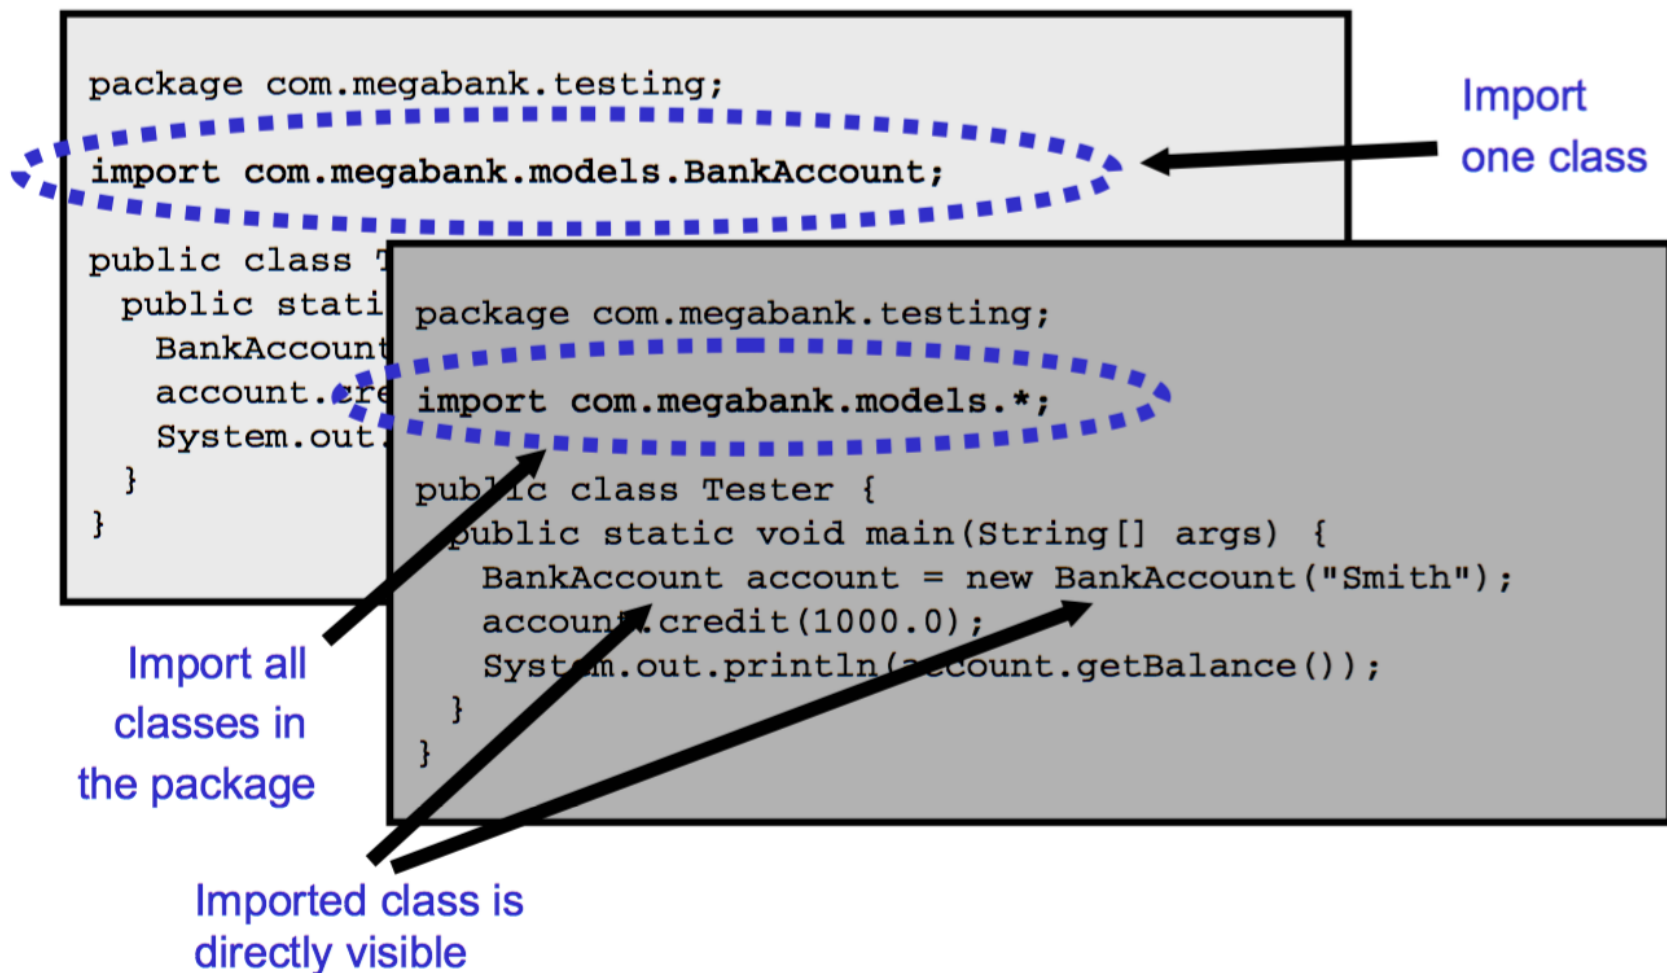 package com.megabank.testing;
import com.megabank.models.BankAccount;
public class
public stati
BankAccount
account.cre
System.out.
}
}
Import
one class
package com.megabank.testing;
import com.megabank.models.*;
public class Tester {
public static void main(String[] args) {
BankAccount account = new BankAccount("Smith");
account.credit(1000.0);
System.out.println(account.getBalance());
}
}
Import all
classes in
the package
Imported class is
directly visible